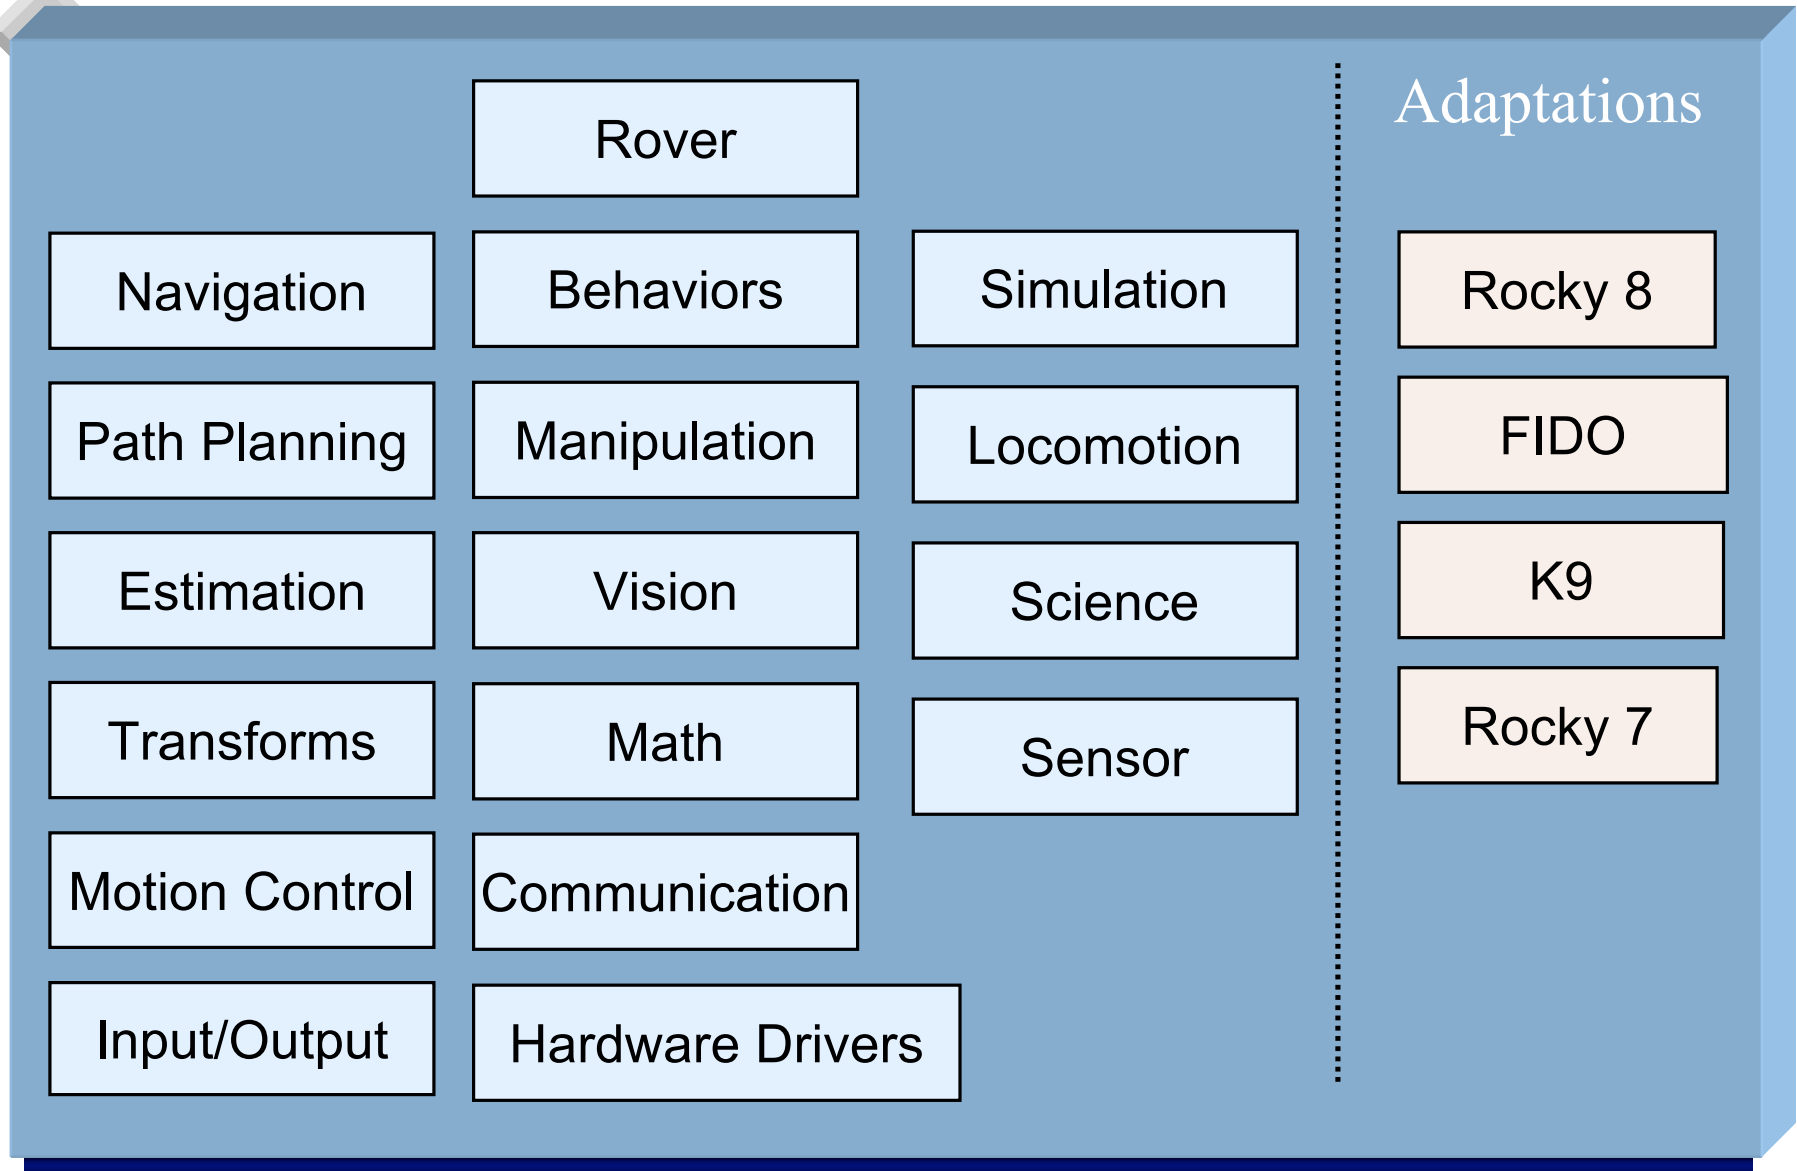 Rover
Navigation
Behaviors
Simulation
Path Planning
Manipulation
Locomotion
Estimation
Vision
Science
Transforms
Math
Sensor
Motion Control
Communication
Input/Output
Hardware Drivers
Adaptations
Rocky 8
FIDO
K9
Rocky 7